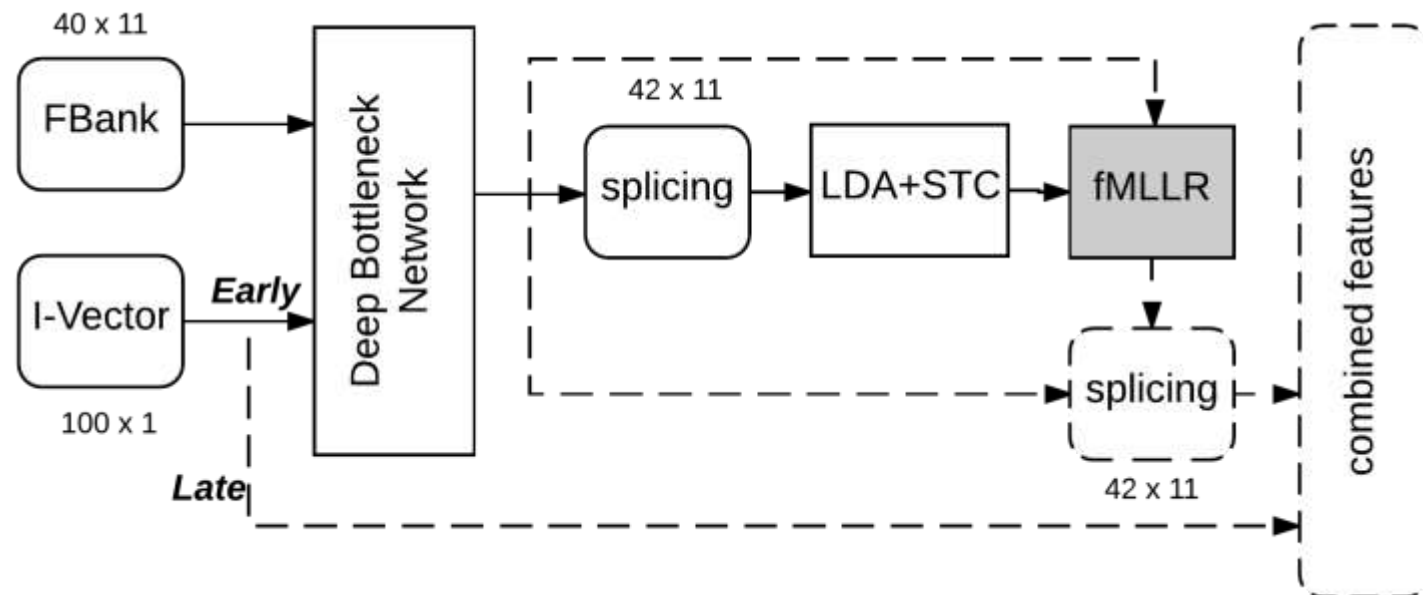 40 x 11
FBank
I-Vector
100 x 1
Early
Late
Deep Bottleneck
Network
42 x 11
splicing
LDA+STC
fMLLR
splicing
42 x 11
combined features